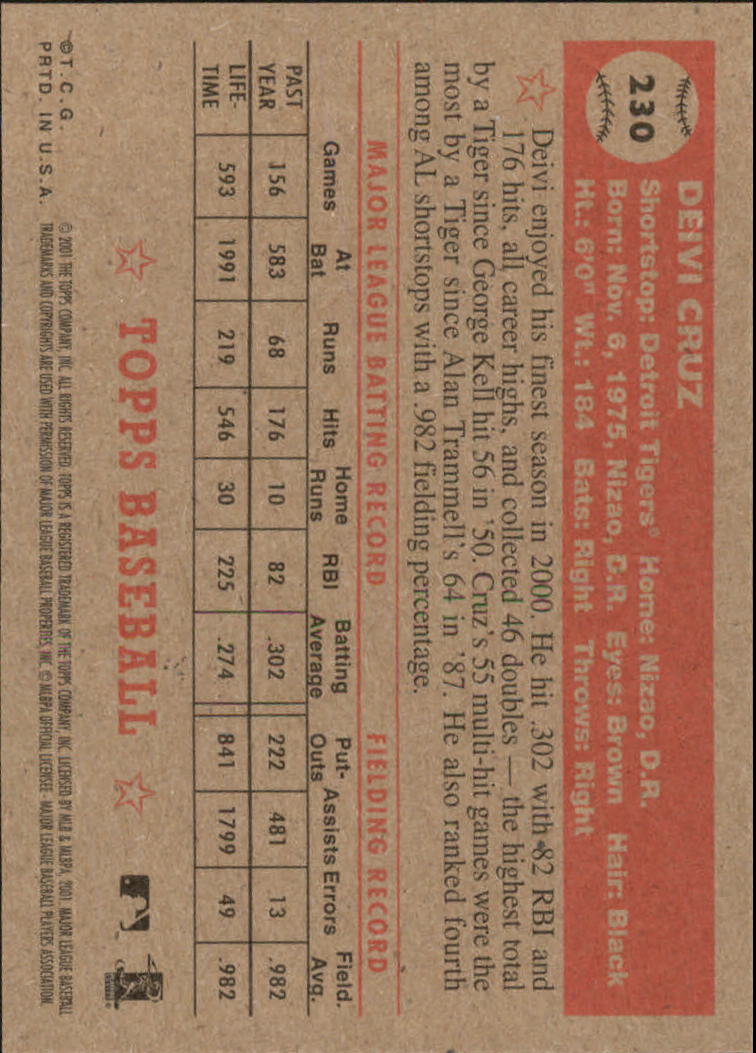 230
DEIVI CRUZ
Shortstop: Detroit Tigers® Home: Nizao, D.R.
Born: Nov. 6, 1975, Nizao, D.R. Eyes: Brown Hair: Black
Ht.: 6'0" Wt.: 184 Bats: Right Throws: Right
Deivi enjoyed his finest season in 2000. He hit .302 with 82 RBI and
176 hits, all career highs, and collected 46 doubles — the highest total
by a Tiger since George Kell hit 56 in '50. Cruz's 55 multi-hit games were the
most by a Tiger since Alan Trammell's 64 in '87. He also ranked fourth
among AL shortstops with a .982 fielding percentage.
MAJOR LEAGUE BATTING RECORD FIELDING RECORD
Games At Bat Runs Hits Home Runs RBI Batting Average Put-Outs Assists Errors Field. Avg.
PAST YEAR 156 583 68 176 10 82 .302 222 481 13 .982
LIFE-TIME 593 1991 219 546 30 225 .274 841 1799 49 .982
TOPPS BASEBALL
©T.C.G.
PRTD. IN U.S.A.
© 2001 THE TOPPS COMPANY, INC. ALL RIGHTS RESERVED. TOPPS IS A REGISTERED TRADEMARK OF THE TOPPS COMPANY, INC. LICENSED BY MLB & MLBPA, 2001. MAJOR LEAGUE BASEBALL
TRADEMARKS AND COPYRIGHTS ARE USED WITH PERMISSION OF MAJOR LEAGUE BASEBALL PROPERTIES, INC. © MLBPA OFFICIAL LICENSEE - MAJOR LEAGUE BASEBALL PLAYERS ASSOCIATION.